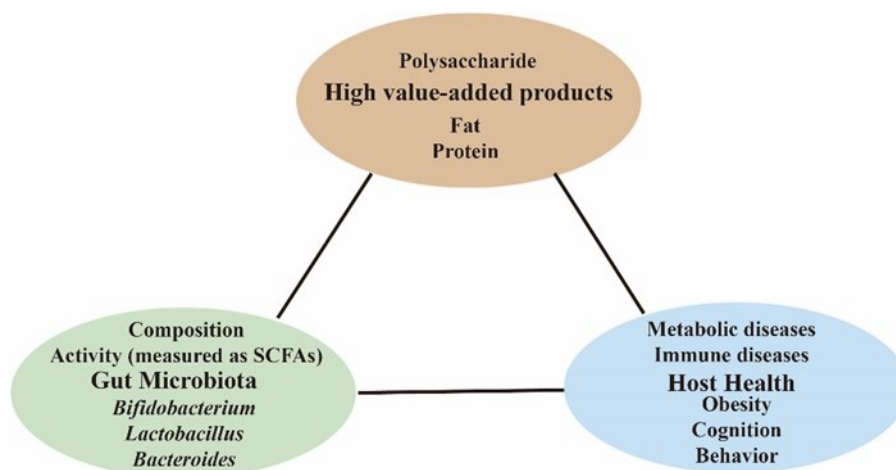 Polysaccharide
High value-added products
Fat
Protein
Composition
Activity (measured as SCFAs)
Gut Microbiota
Bifidobacterium
Lactobacillus
Bacteroides
Metabolic diseases
Immune diseases
Host Health
Obesity
Cognition
Behavior